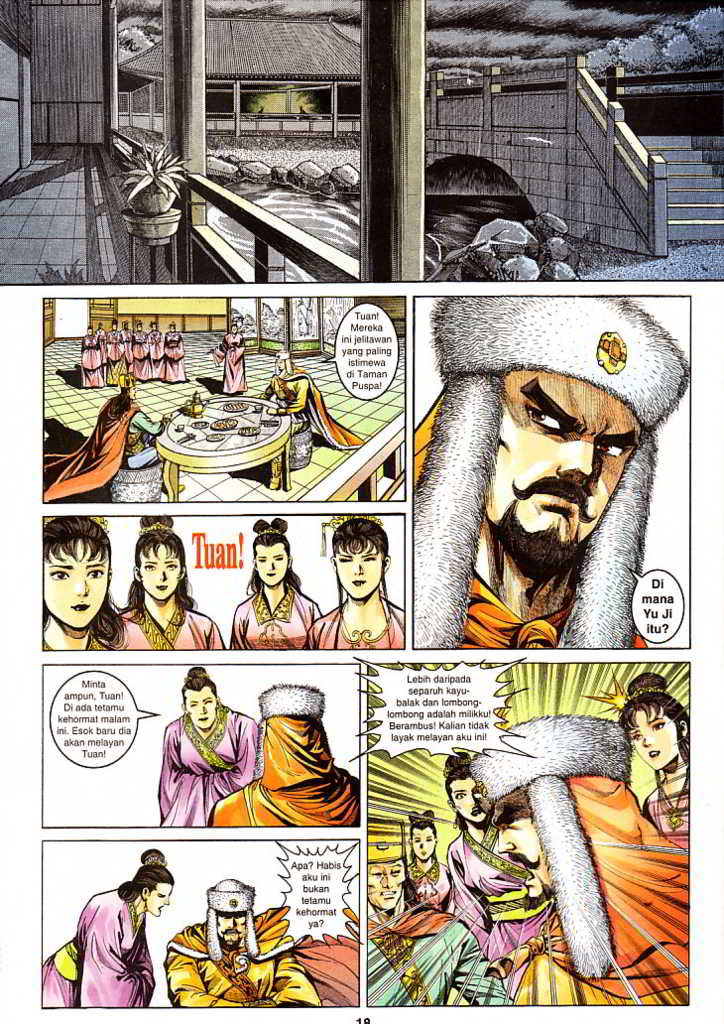 Tuan!
Mereka
ini jelitawan
yang paling
istimewa
di Taman
Puspa!
Di
mana
Yu Ji
itu?
Tuan!
Minta
ampun, Tuan!
Di ada tetamu
kehormat malam
ini. Esok baru dia
akan melayan
Tuan!
Lebih daripada
separuh kayu-
balak dan lombong-
lombong adalah milikku!
Berambus! Kalian tidak
layak melayan aku ini!
Apa? Habis
aku ini
bukan
tetamu
kehormat
ya?
18